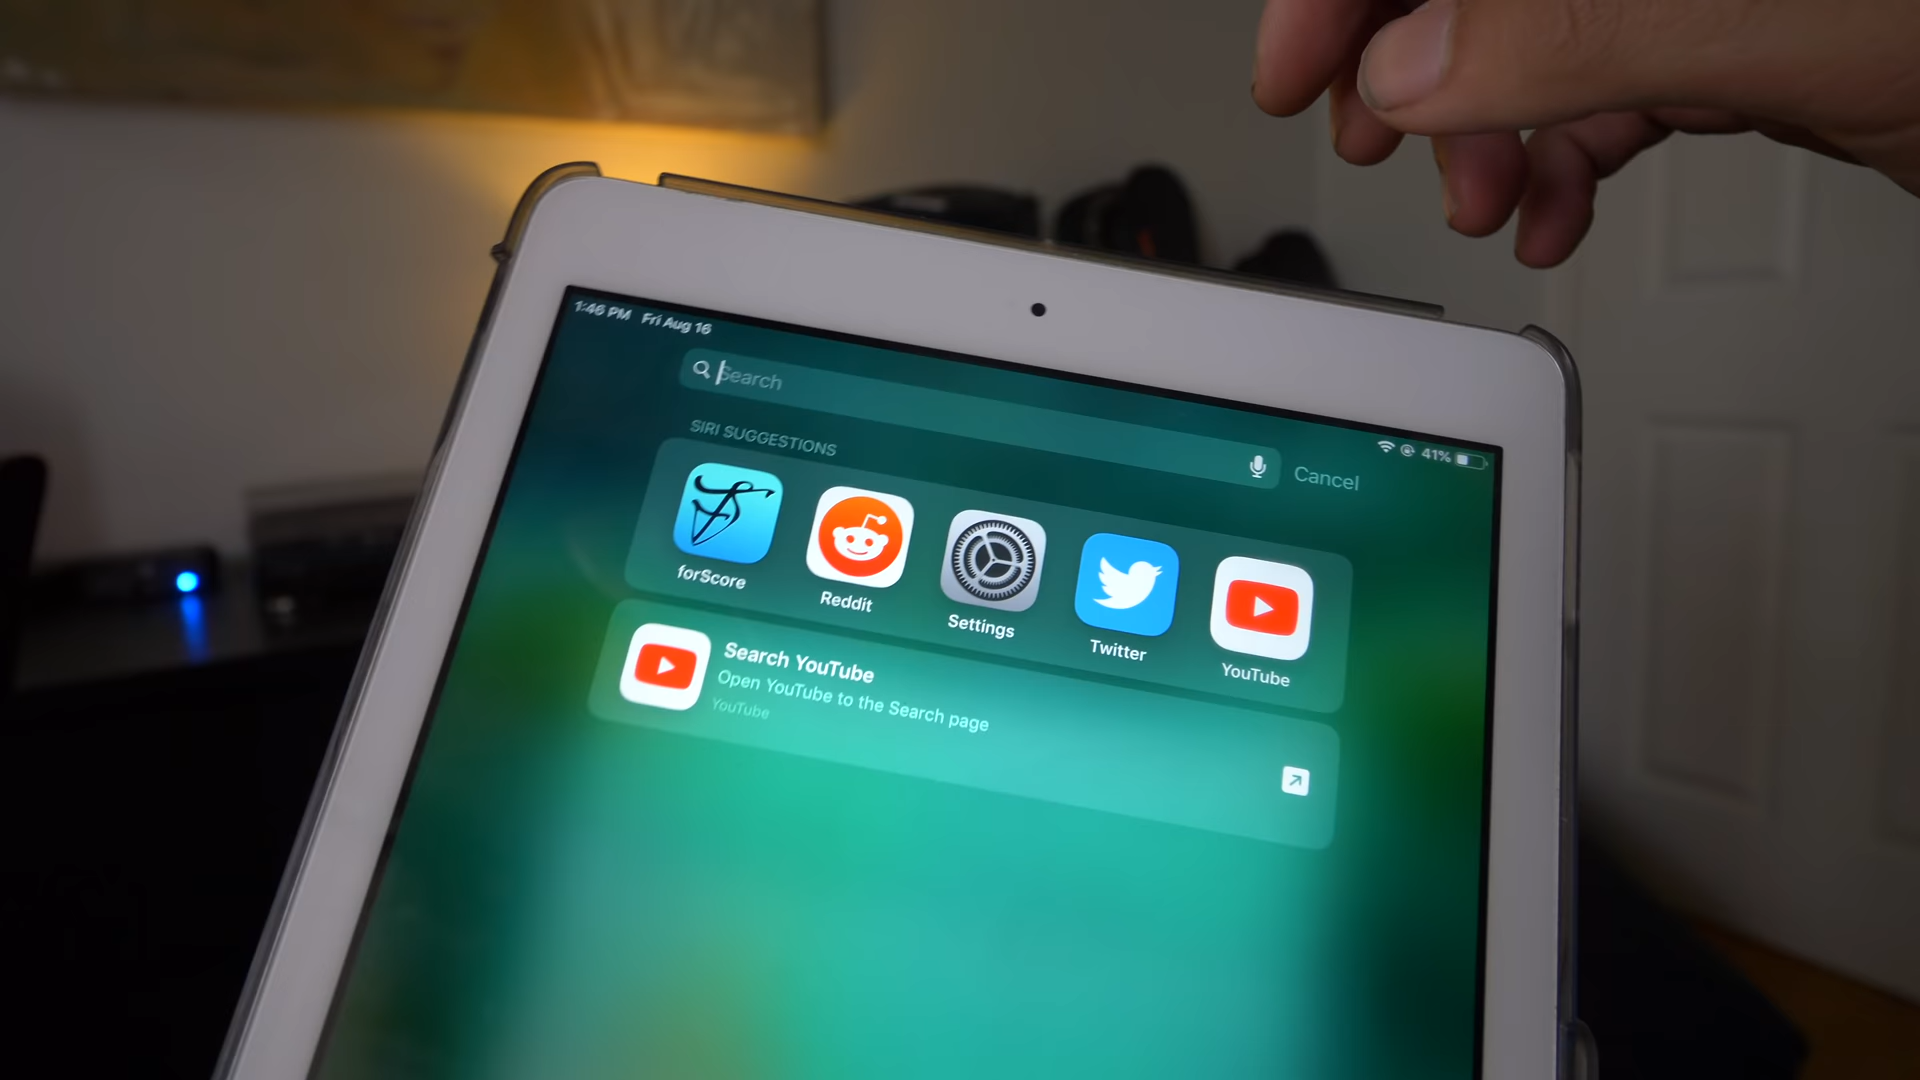 1:46 PM Fri Aug 16
41%
Search
Cancel
SIRI SUGGESTIONS
forScore
Reddit
Settings
Twitter
YouTube
Search YouTube
Open YouTube to the Search page
YouTube